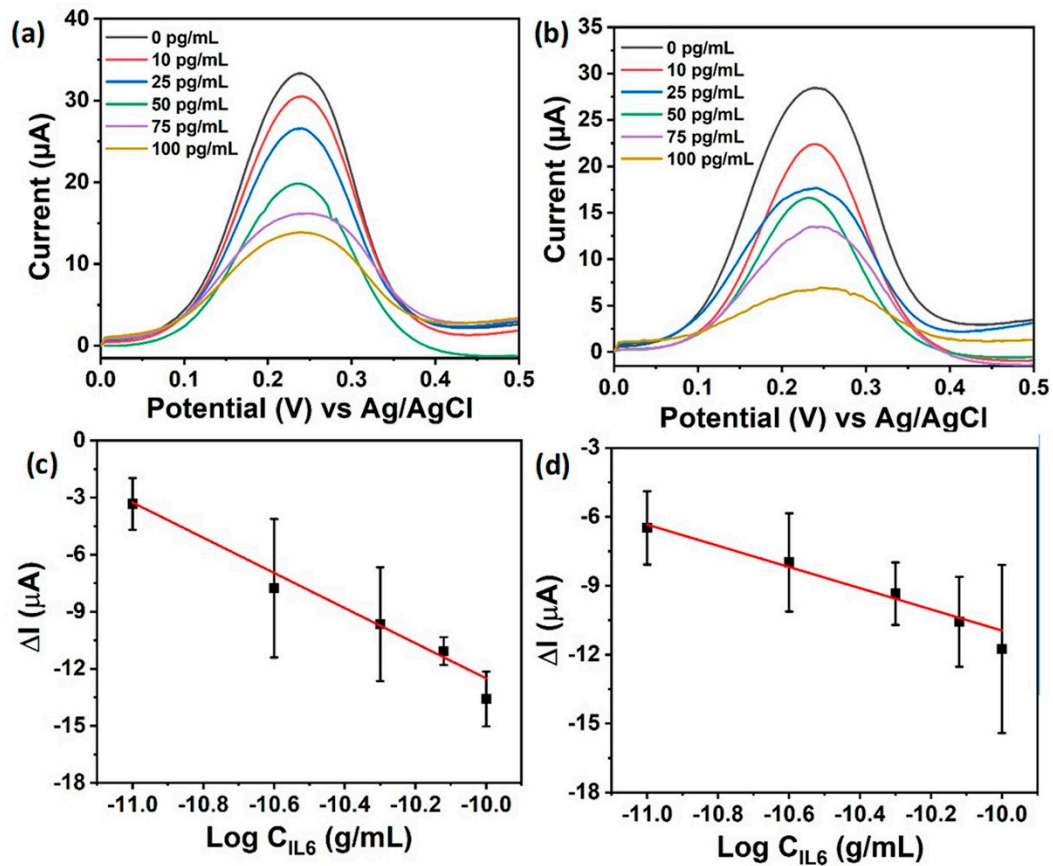 (a)
0 pg/mL
10 pg/mL
25 pg/mL
50 pg/mL
75 pg/mL
100 pg/mL
40
30
20
10
0
Current (µA)
0.0 0.1 0.2 0.3 0.4 0.5
Potential (V) vs Ag/AgCl
(b)
0 pg/mL
10 pg/mL
25 pg/mL
50 pg/mL
75 pg/mL
100 pg/mL
35
30
25
20
15
10
5
0
Current (µA)
0.0 0.1 0.2 0.3 0.4 0.5
Potential (V) vs Ag/AgCl
(c)
0
-3
-6
-9
-12
-15
-18
ΔI (µA)
-11.0 -10.8 -10.6 -10.4 -10.2 -10.0
Log C_IL6 (g/mL)
(d)
-3
-6
-9
-12
-15
-18
ΔI (µA)
-11.0 -10.8 -10.6 -10.4 -10.2 -10.0
Log C_IL6 (g/mL)